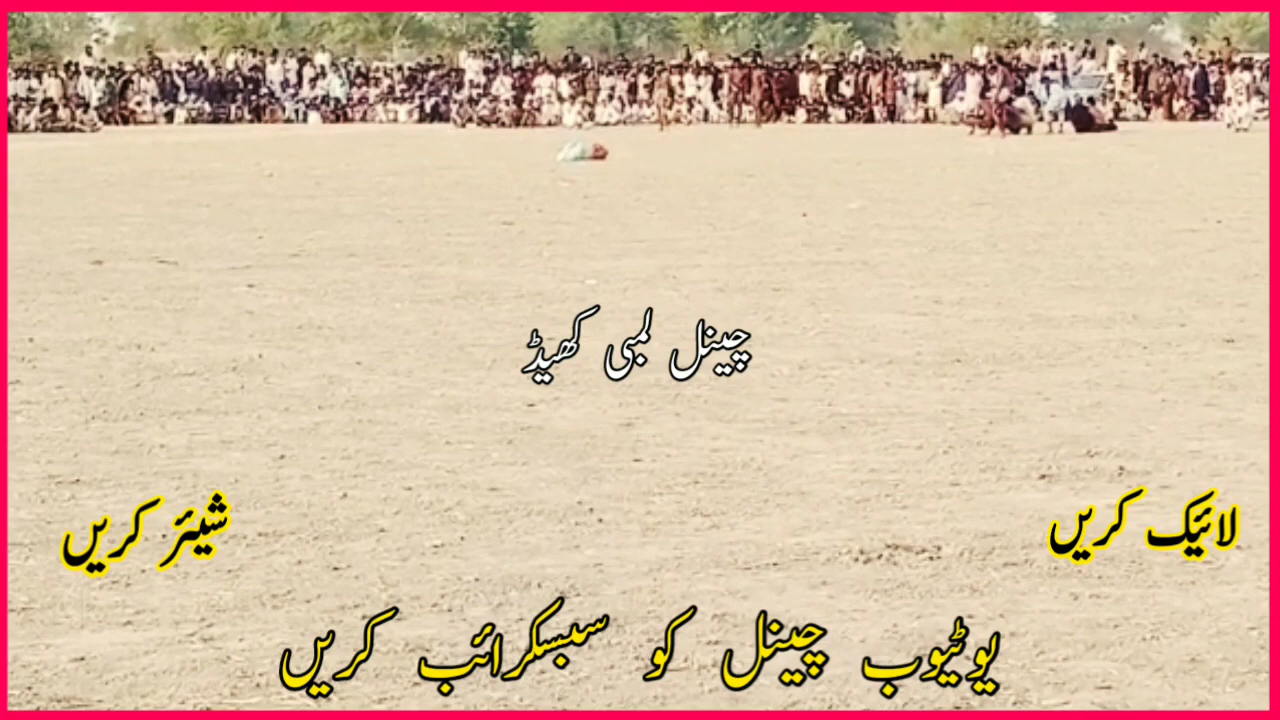 چینل لمبی کھیڈ
لائیک کریں
شیئر کریں
یوٹیوب چینل کو سبسکرائب کریں